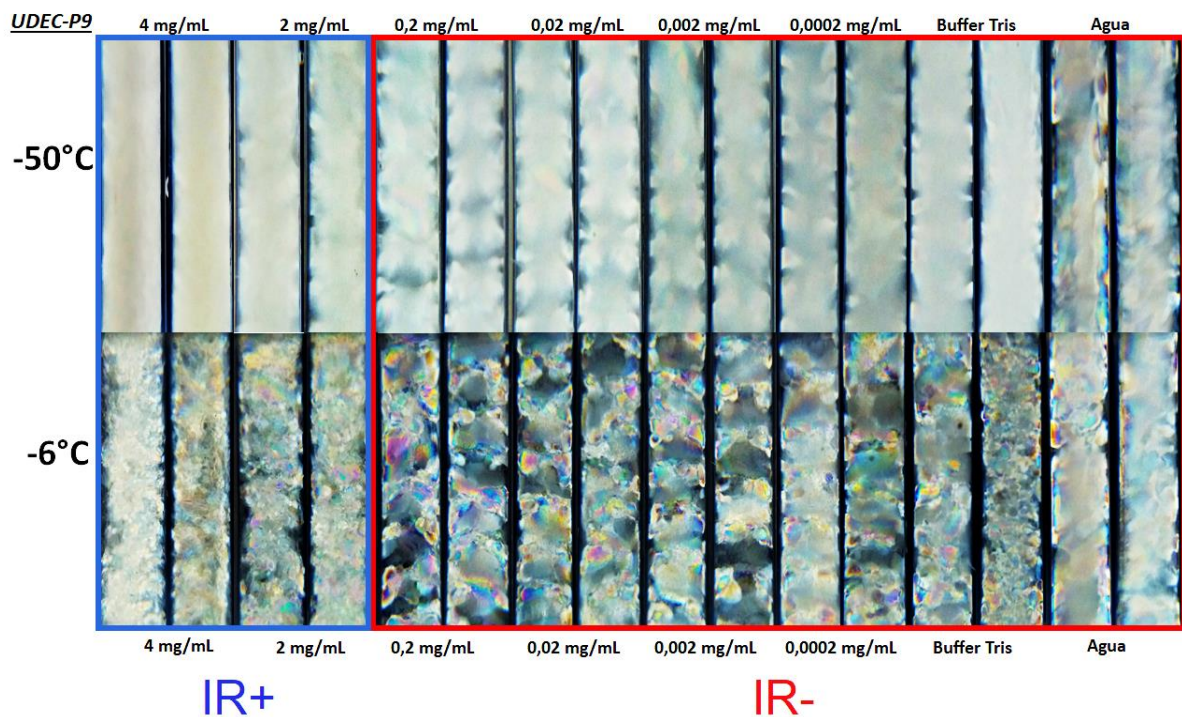 UDEC-P9 4 mg/mL 2 mg/mL 0,2 mg/mL 0,02 mg/mL 0,002 mg/mL 0,0002 mg/mL Buffer Tris Agua
-50°C
-6°C
4 mg/mL 2 mg/mL 0,2 mg/mL 0,02 mg/mL 0,002 mg/mL 0,0002 mg/mL Buffer Tris Agua
IR+ IR-